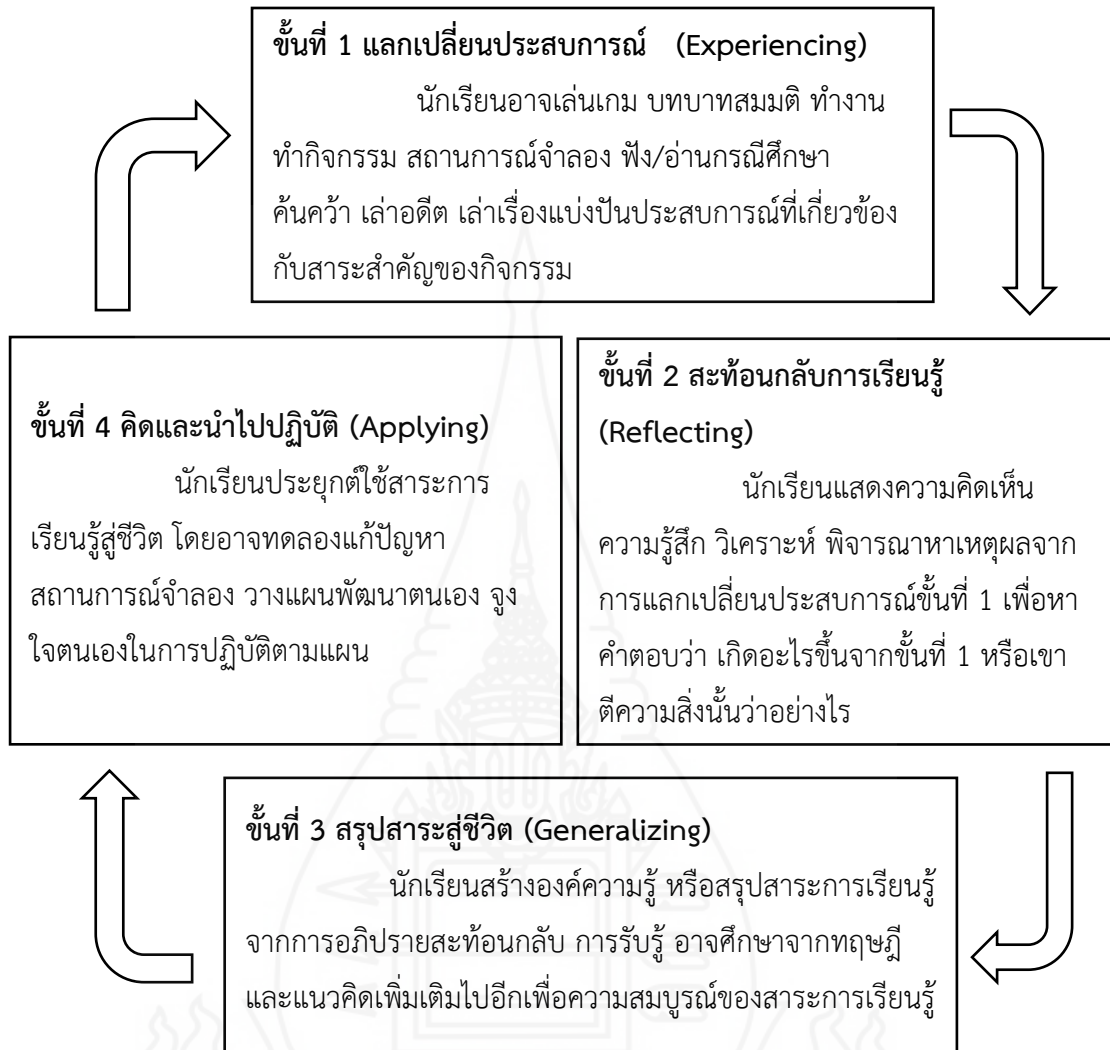 ขั้นที่ 1 แลกเปลี่ยนประสบการณ์ (Experiencing)
นักเรียนอาจเล่นเกม บทบาทสมมติ ทำงาน
ทำกิจกรรม สถานการณ์จำลอง ฟัง/อ่านกรณีศึกษา
ค้นคว้า เล่าอดีต เล่าเรื่องแบ่งปันประสบการณ์ที่เกี่ยวข้อง
กับสาระสำคัญของกิจกรรม
ขั้นที่ 2 สะท้อนกลับการเรียนรู้
(Reflecting)
นักเรียนแสดงความคิดเห็น
ความรู้สึก วิเคราะห์ พิจารณาหาเหตุผลจาก
การแลกเปลี่ยนประสบการณ์ขั้นที่ 1 เพื่อหา
คำตอบว่า เกิดอะไรขึ้นจากขั้นที่ 1 หรือเขา
ตีความสิ่งนั้นว่าอย่างไร
ขั้นที่ 3 สรุปสาระสู่ชีวิต (Generalizing)
นักเรียนสร้างองค์ความรู้ หรือสรุปสาระการเรียนรู้
จากการอภิปรายสะท้อนกลับ การรับรู้ อาจศึกษาจากทฤษฎี
และแนวคิดเพิ่มเติมไปอีกเพื่อความสมบูรณ์ของสาระการเรียนรู้
ขั้นที่ 4 คิดและนำไปปฏิบัติ (Applying)
นักเรียนประยุกต์ใช้สาระการ
เรียนรู้สู่ชีวิต โดยอาจทดลองแก้ปัญหา
สถานการณ์จำลอง วางแผนพัฒนาตนเอง จูง
ใจตนเองในการปฏิบัติตามแผน